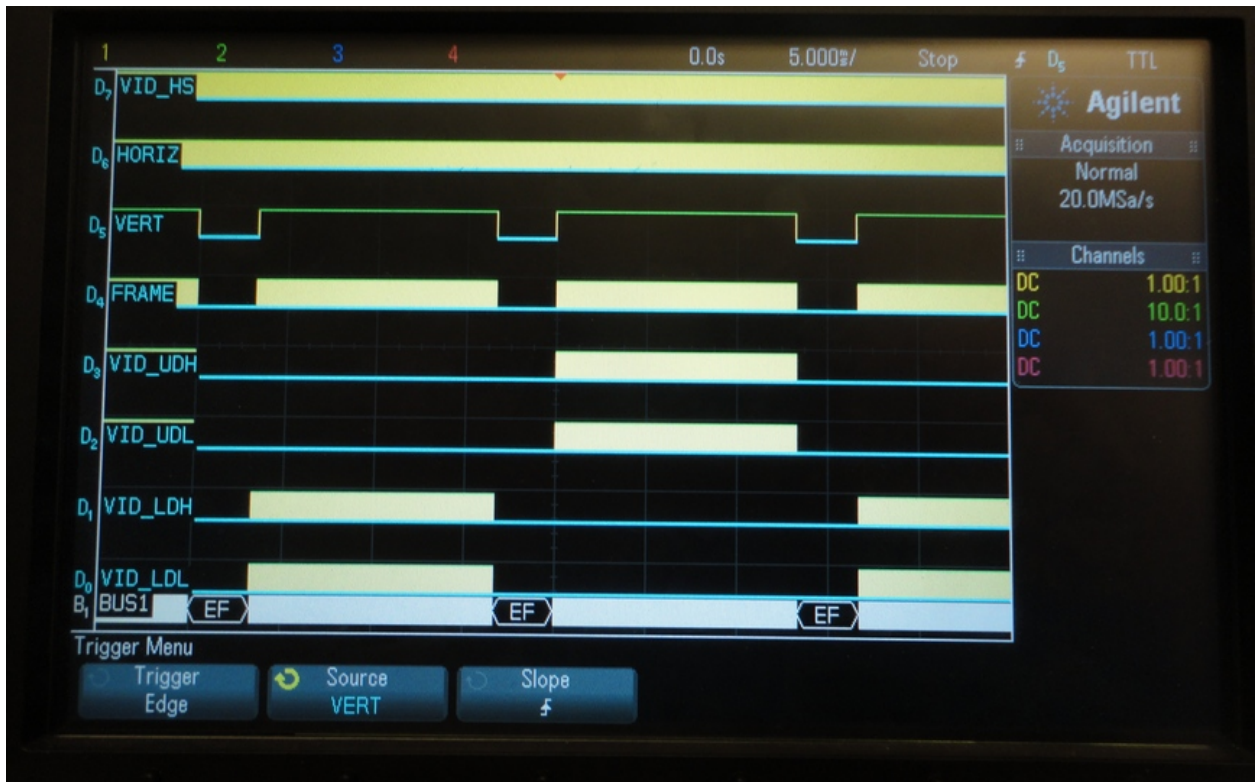 1 2 3 4 0.0s 5.000ms/ Stop D5 TTL
D7 VID_HS
Agilent
Acquisition
Normal
20.0MSa/s
D6 HORIZ
D5 VERT
Channels
DC 1.00:1
DC 10.0:1
DC 1.00:1
DC 1.00:1
D4 FRAME
D3 VID_UDH
D2 VID_UDL
D1 VID_LDH
D0 VID_LDL
B1 BUS1 EF EF EF
Trigger Menu
Trigger
Edge
Source
VERT
Slope